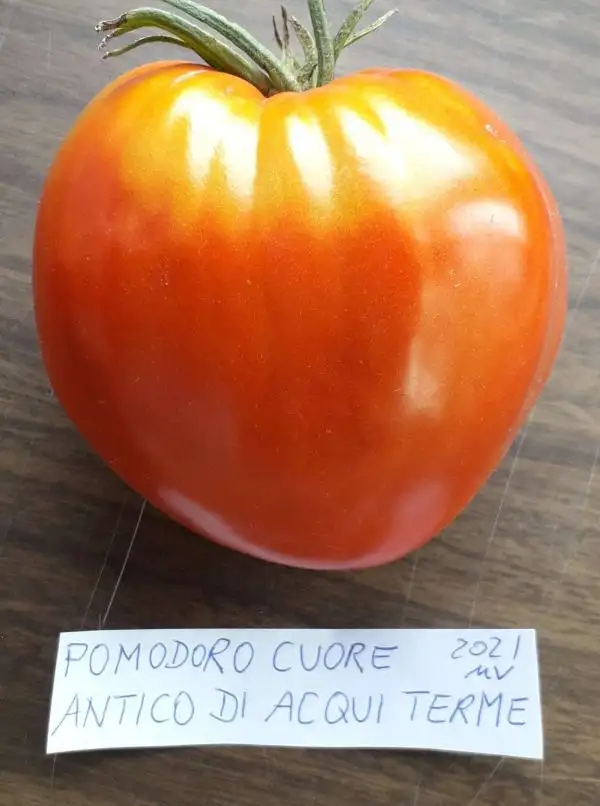 POMODORO CUORE 2021
MV
ANTICO DI ACQUI TERME